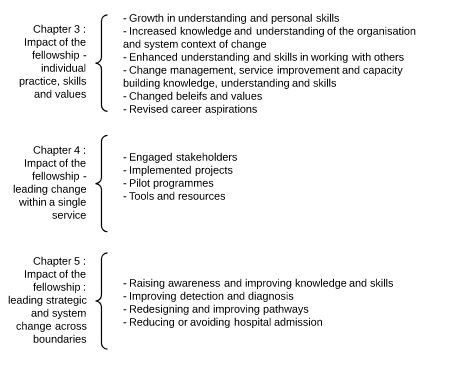 Chapter 3 :
Impact of the
fellowship -
individual
practice, skills
and values
- Growth in understanding and personal skills
- Increased knowledge and understanding of the organisation
and system context of change
- Enhanced understanding and skills in working with others
- Change management, service improvement and capacity
building knowledge, understanding and skills
- Changed beleifs and values
- Revised career aspirations
Chapter 4 :
Impact of the
fellowship -
leading change
within a single
service
- Engaged stakeholders
- Implemented projects
- Pilot programmes
- Tools and resources
Chapter 5 :
Impact of the
fellowship :
leading strategic
and system
change across
boundaries
- Raising awareness and improving knowledge and skills
- Improving detection and diagnosis
- Redesigning and improving pathways
- Reducing or avoiding hospital admission